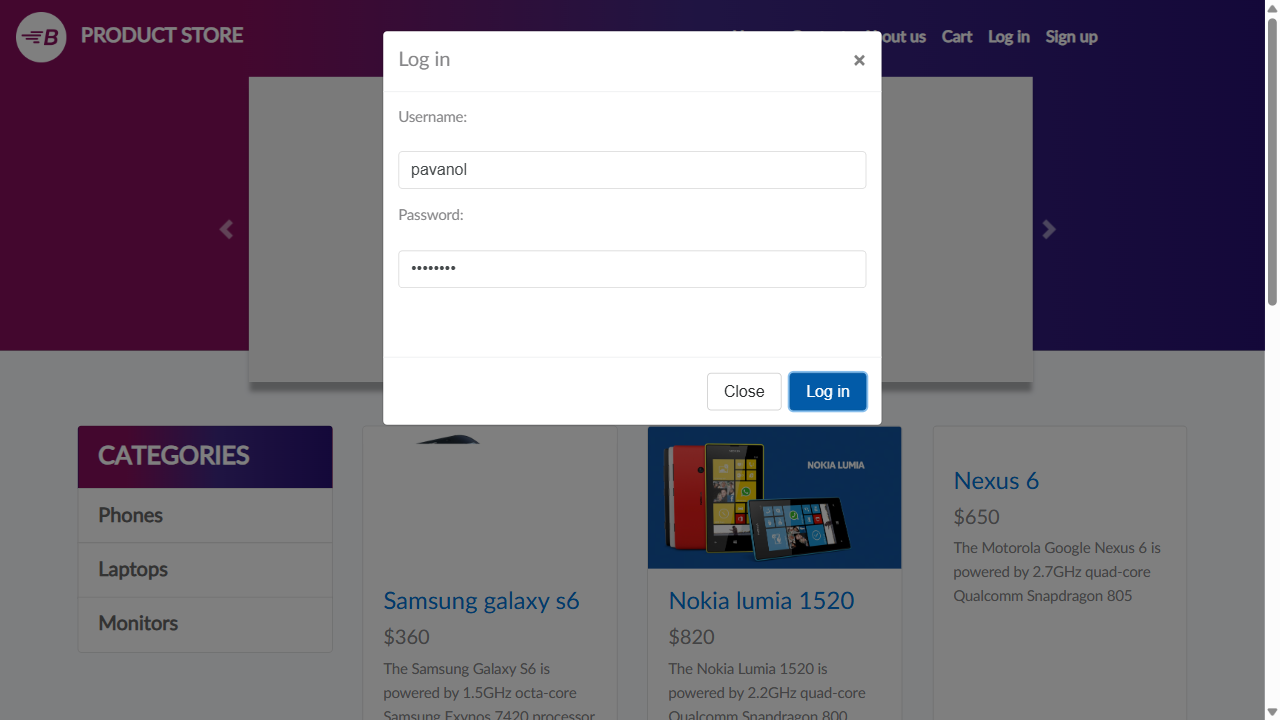 B PRODUCT STORE
out us Cart Log in Sign up
Log in ×
Username:
pavanol
Password:
••••••••
Close Log in
CATEGORIES
Phones
Laptops
Monitors
Samsung galaxy s6
$360
The Samsung Galaxy S6 is
powered by 1.5GHz octa-core
Samsung Exynos 7420 processor
NOKIA LUMIA
Nokia lumia 1520
$820
The Nokia Lumia 1520 is
powered by 2.2GHz quad-core
Qualcomm Snapdragon 800
Nexus 6
$650
The Motorola Google Nexus 6 is
powered by 2.7GHz quad-core
Qualcomm Snapdragon 805